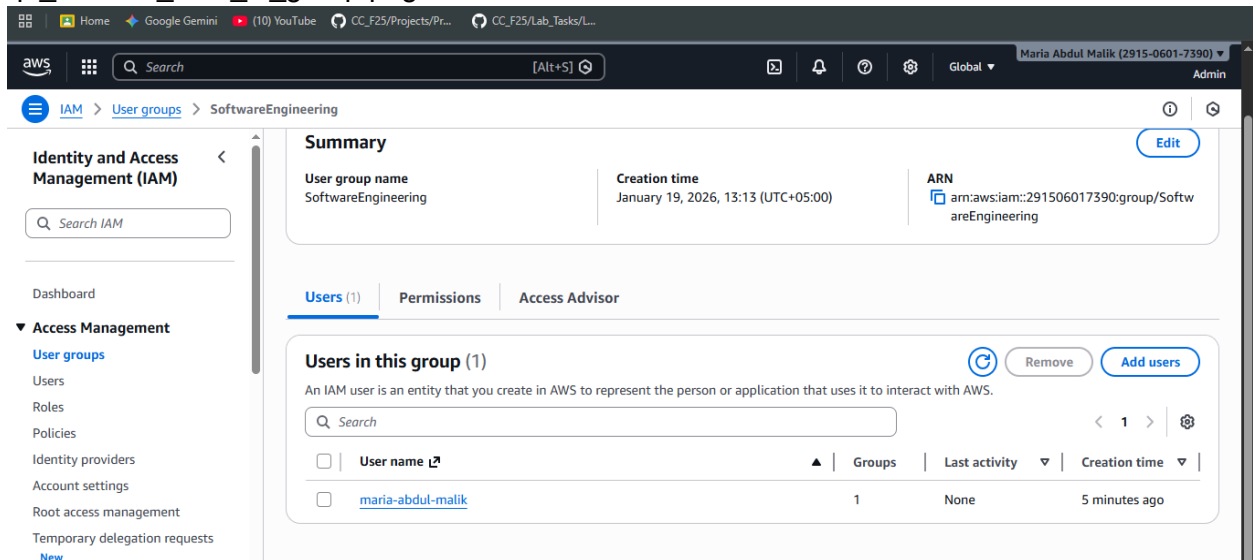 Home Google Gemini (10) YouTube CC_F25/Projects/Pr... CC_F25/Lab_Tasks/L...
aws Search [Alt+S] Global Maria Abdul Malik (2915-0601-7390)
Admin
IAM > User groups > SoftwareEngineering
Identity and Access Management (IAM)
Search IAM
Dashboard
Access Management
User groups
Users
Roles
Policies
Identity providers
Account settings
Root access management
Temporary delegation requests
New
Summary
Edit
User group name
SoftwareEngineering
Creation time
January 19, 2026, 13:13 (UTC+05:00)
ARN
arn:aws:iam::291506017390:group/Softw
areEngineering
Users (1) Permissions Access Advisor
Users in this group (1)
Remove Add users
An IAM user is an entity that you create in AWS to represent the person or application that uses it to interact with AWS.
Search
1
User name Groups Last activity Creation time
maria-abdul-malik 1 None 5 minutes ago